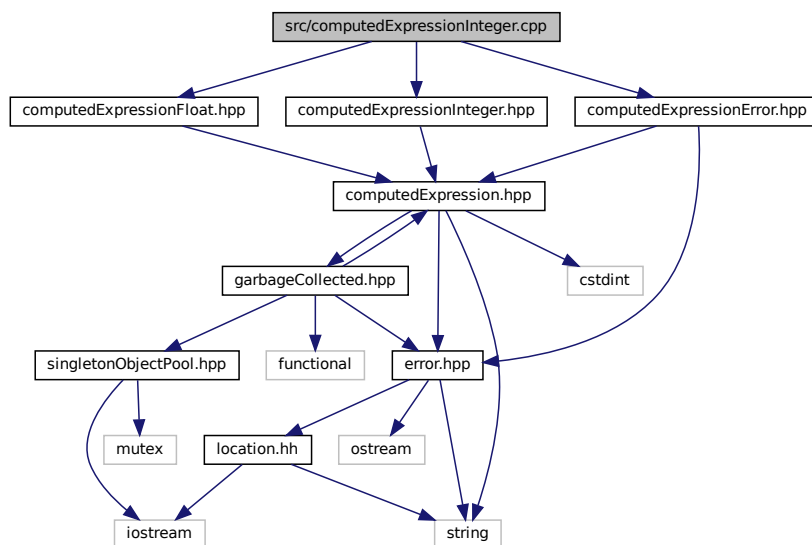 src/computedExpressionInteger.cpp
computedExpressionFloat.hpp
computedExpressionInteger.hpp
computedExpressionError.hpp
computedExpression.hpp
garbageCollected.hpp
cstdint
singletonObjectPool.hpp
functional
error.hpp
mutex
location.hh
ostream
iostream
string